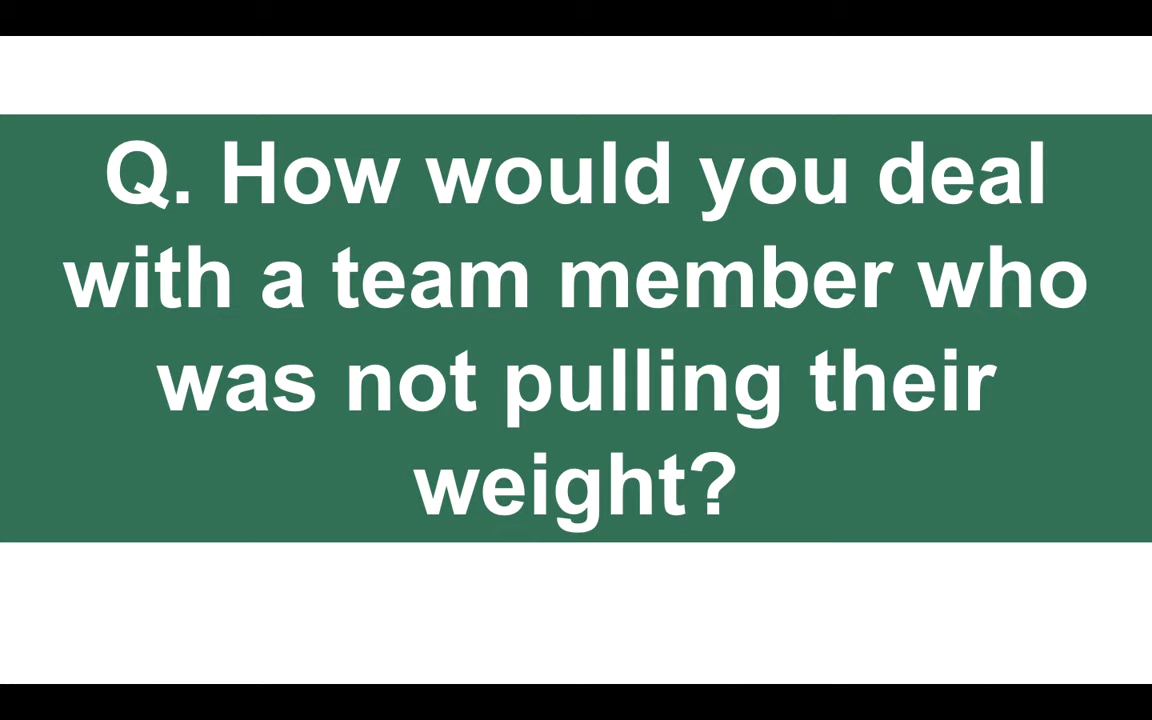 Q. How would you deal
with a team member who
was not pulling their
weight?